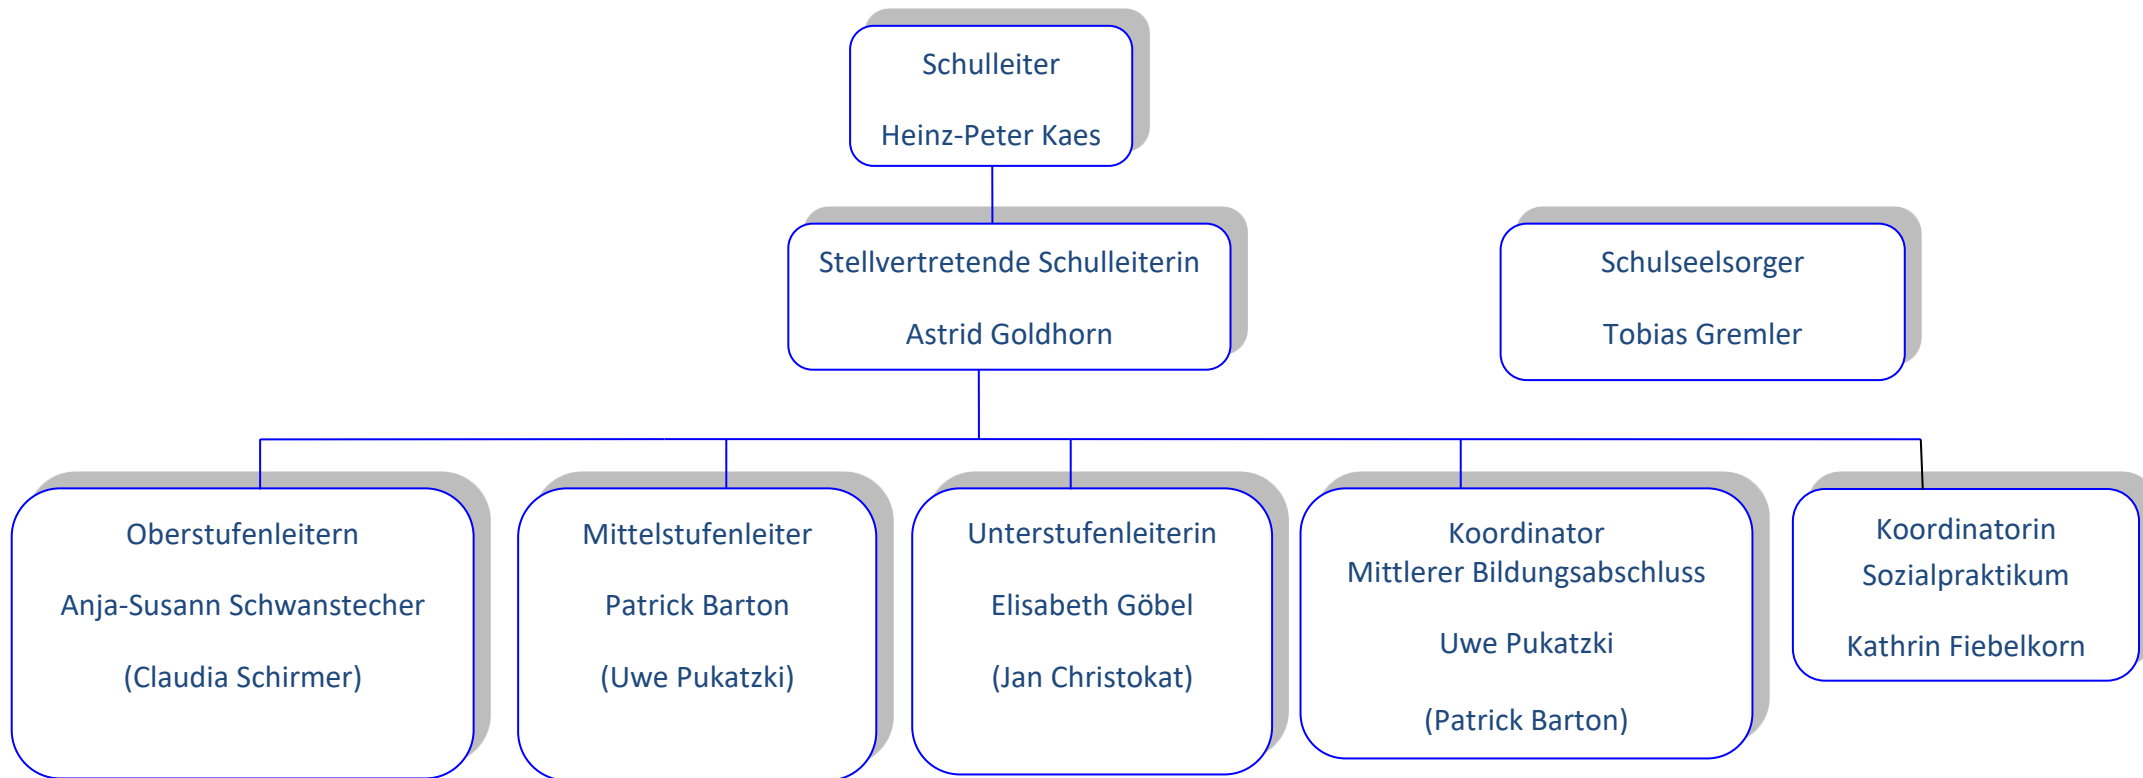 Schulleiter
Heinz-Peter Kaes
Stellvertretende Schulleiterin
Astrid Goldhorn
Schulseelsorger
Tobias Gremler
Oberstufenleitern
Anja-Susann Schwanstecher
(Claudia Schirmer)
Mittelstufenleiter
Patrick Barton
(Uwe Pukatzki)
Unterstufenleiterin
Elisabeth Göbel
(Jan Christokat)
Koordinator
Mittlerer Bildungsabschluss
Uwe Pukatzki
(Patrick Barton)
Koordinatorin
Sozialpraktikum
Kathrin Fiebelkorn